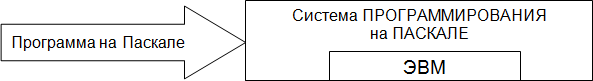 Программа на Паскале
Система ПРОГРАММИРОВАНИЯ
на ПАСКАЛЕ
ЭВМ